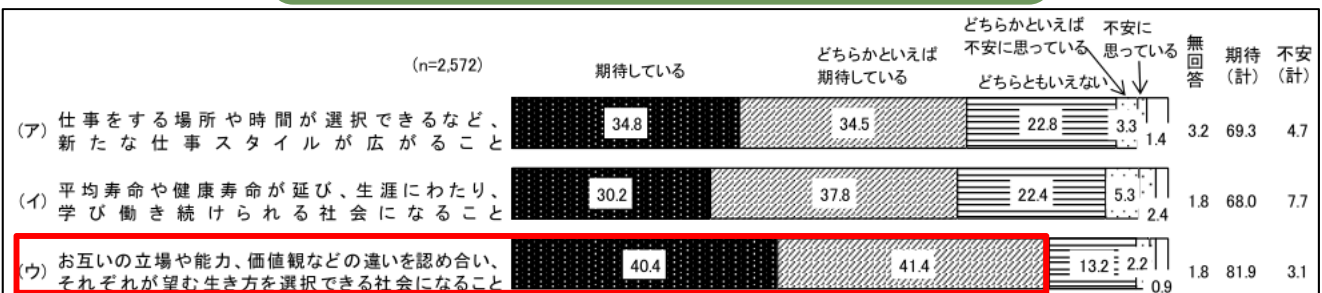 (n=2,572)
期待している
どちらかといえば
期待している
どちらともいえない
どちらかといえば
不安に思っている
不安に
思っている
無回答
期待
(計)
不安
(計)
(ア) 仕事をする場所や時間が選択できるなど、
新たな仕事スタイルが広がること
34.8 34.5 22.8 3.3 1.4 3.2 69.3 4.7
(イ) 平均寿命や健康寿命が延び、生涯にわたり、
学び働き続けられる社会になること
30.2 37.8 22.4 5.3 2.4 1.8 68.0 7.7
(ウ) お互いの立場や能力、価値観などの違いを認め合い、
それぞれが望む生き方を選択できる社会になること
40.4 41.4 13.2 2.2 0.9 1.8 81.9 3.1